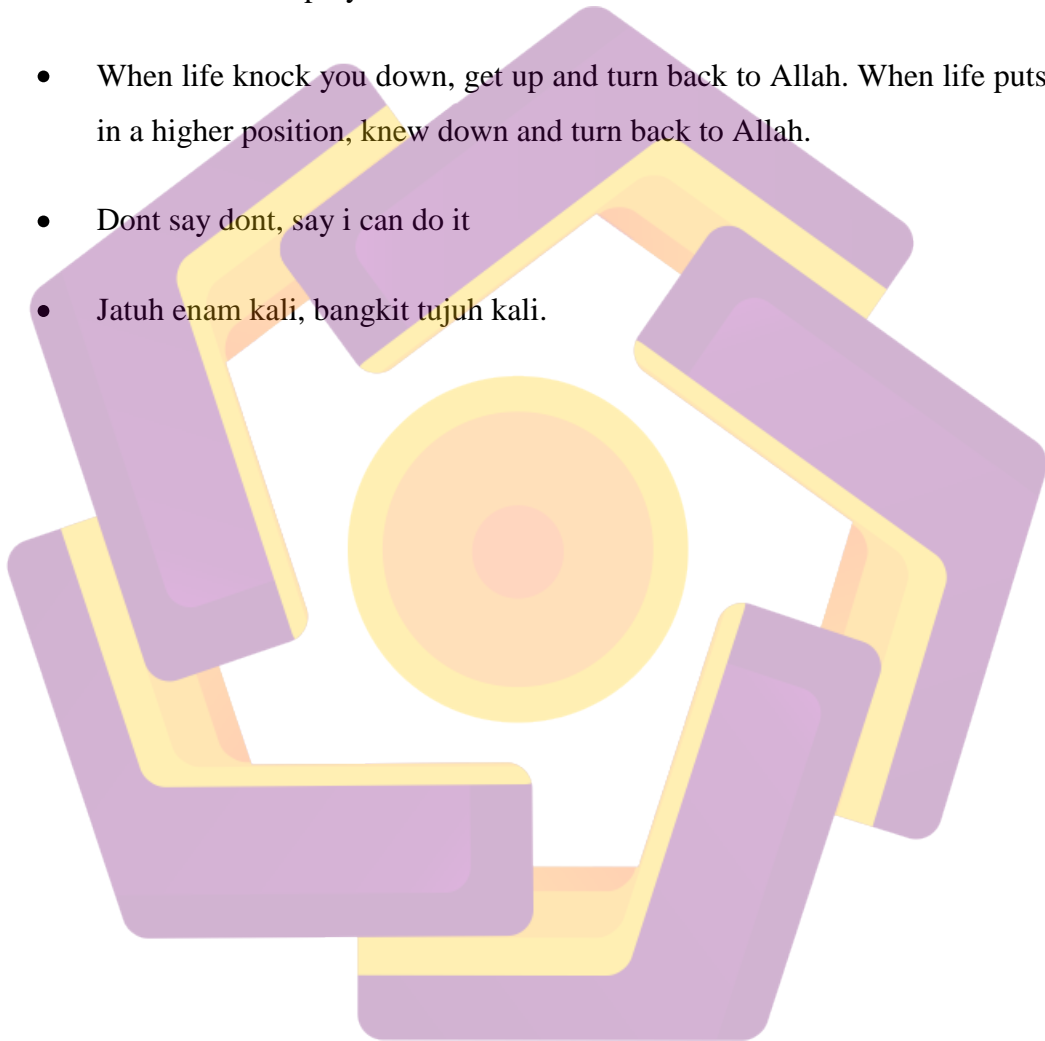 • When life knock you down, get up and turn back to Allah. When life puts
in a higher position, knew down and turn back to Allah.
• Dont say dont, say i can do it
• Jatuh enam kali, bangkit tujuh kali.